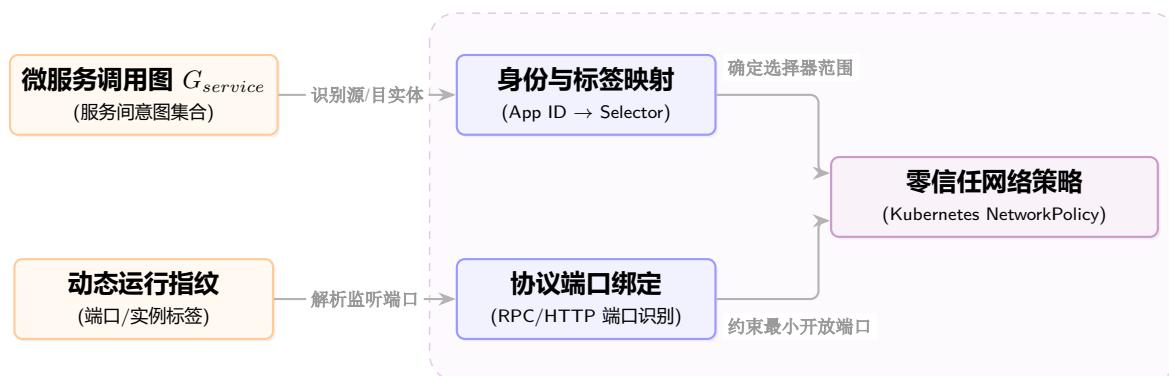 微服务调用图 G_service
(服务间意图集合)
识别源/目实体
身份与标签映射
(App ID → Selector)
确定选择器范围
零信任网络策略
(Kubernetes NetworkPolicy)
动态运行指纹
(端口/实例标签)
解析监听端口
协议端口绑定
(RPC/HTTP 端口识别)
约束最小开放端口